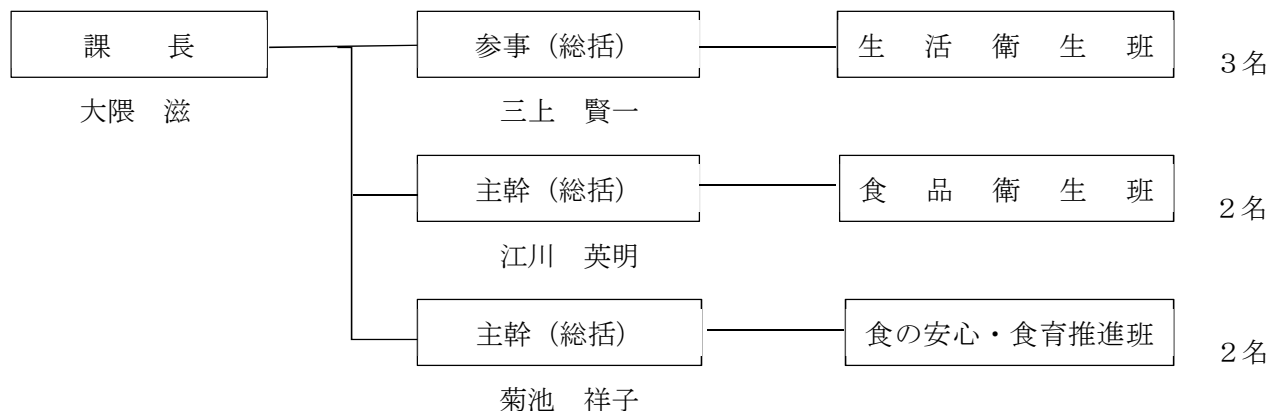 課　長　参事（総括）　生　活　衛　生　班　３名
大隈　滋　三上　賢一
主幹（総括）　食　品　衛　生　班　２名
江川　英明
主幹（総括）　食の安心・食育推進班　２名
菊池　祥子